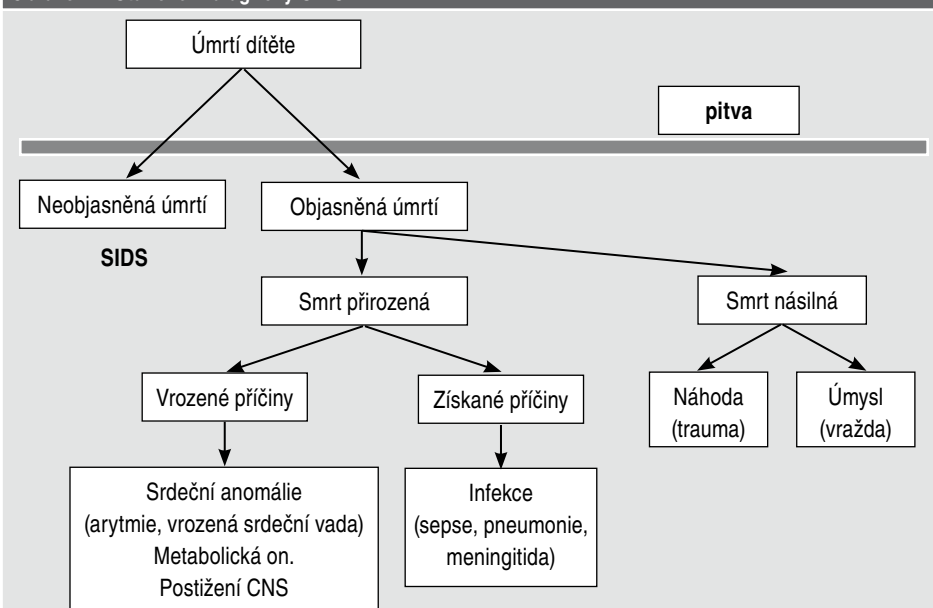 Úmrtí dítěte
pitva
Neobjasněná úmrtí
Objasněná úmrtí
SIDS
Smrt přirozená
Smrt násilná
Vrozené příčiny
Získané příčiny
Náhoda
(trauma)
Úmysl
(vražda)
Srdeční anomálie
(arytmie, vrozená srdeční vada)
Metabolická on.
Postižení CNS
Infekce
(sepse, pneumonie,
meningitida)